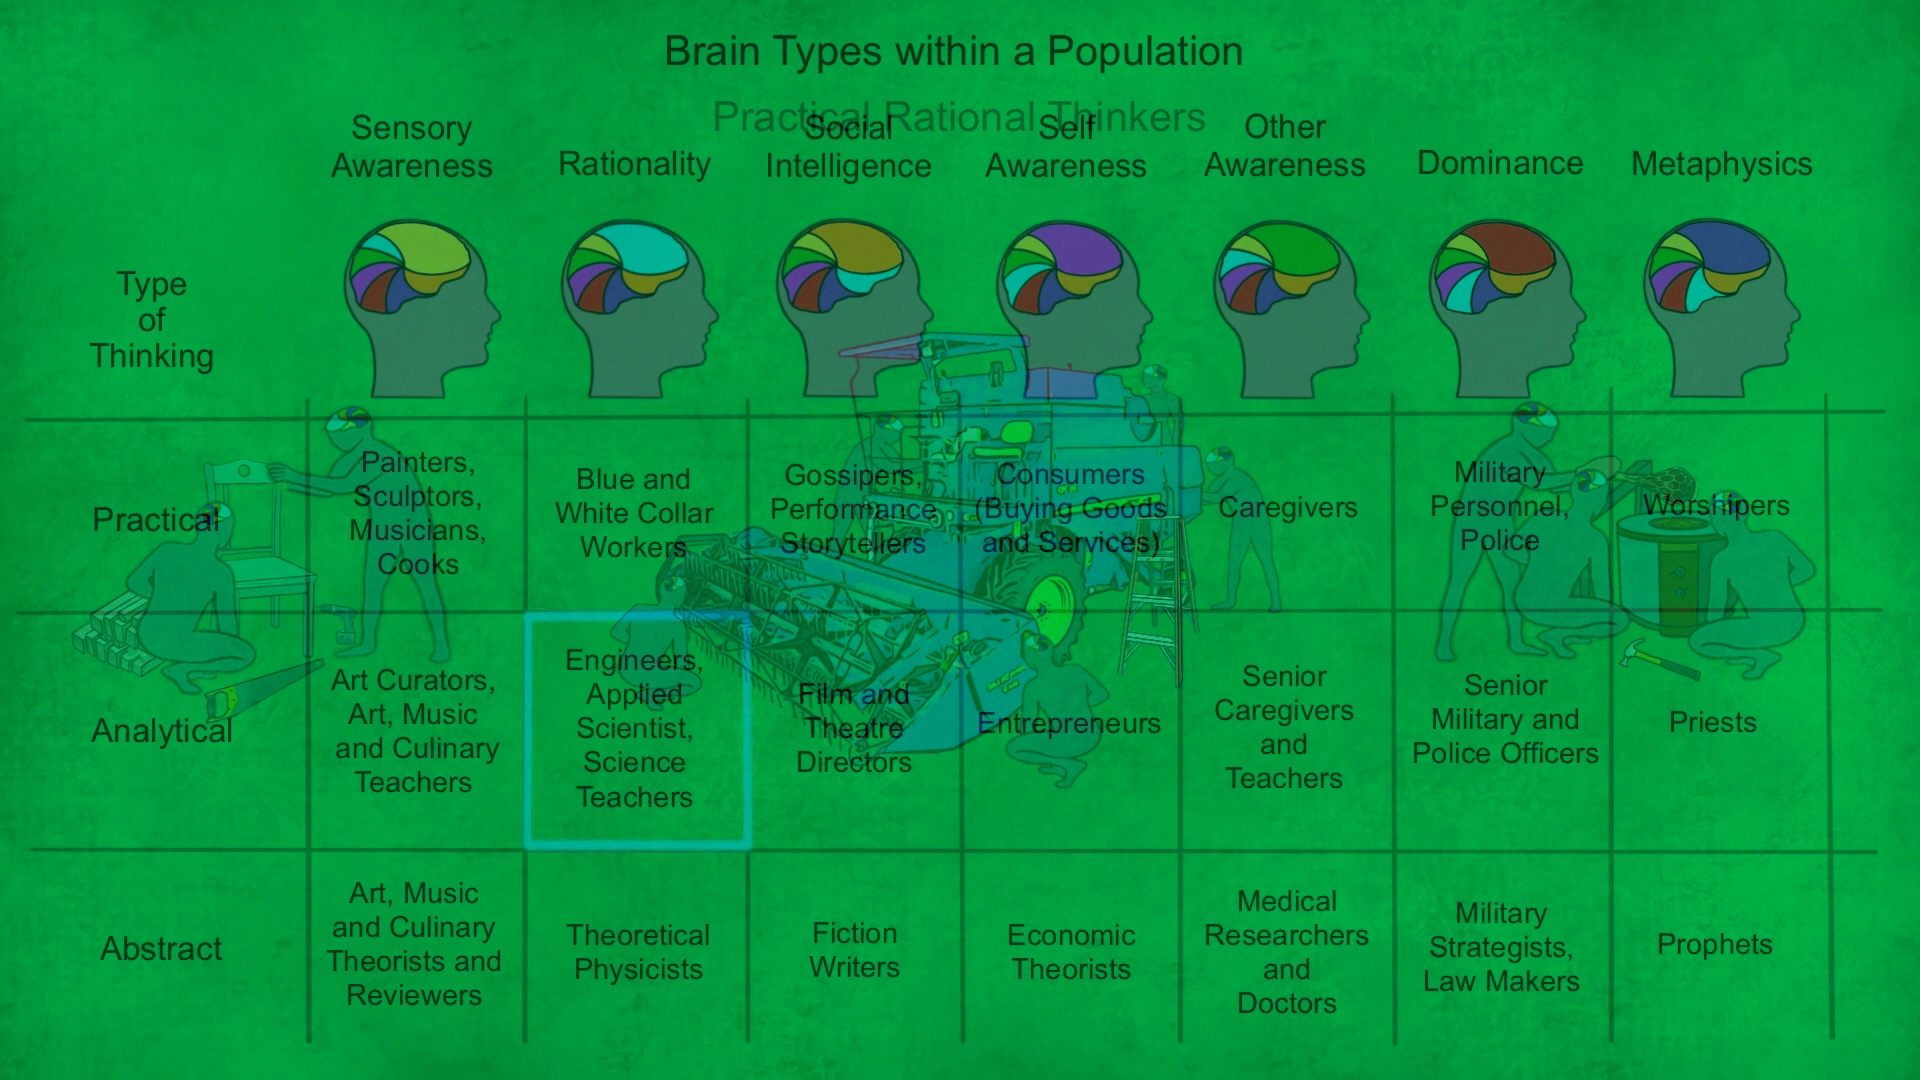 Brain Types within a Population
Practical Rational Thinkers
Sensory
Awareness
Rationality
Social
Intelligence
Self
Awareness
Other
Awareness
Dominance
Metaphysics
Type
of
Thinking
Practical
Painters,
Sculptors,
Musicians,
Cooks
Blue and
White Collar
Workers
Gossipers,
Performance
Storytellers
Consumers
(Buying Goods
and Services)
Caregivers
Military
Personnel,
Police
Worshipers
Analytical
Art Curators,
Art, Music
and Culinary
Teachers
Engineers,
Applied
Scientist,
Science
Teachers
Film and
Theatre
Directors
Entrepreneurs
Senior
Caregivers
and
Teachers
Senior
Military and
Police Officers
Priests
Abstract
Art, Music
and Culinary
Theorists and
Reviewers
Theoretical
Physicists
Fiction
Writers
Economic
Theorists
Medical
Researchers
and
Doctors
Military
Strategists,
Law Makers
Prophets